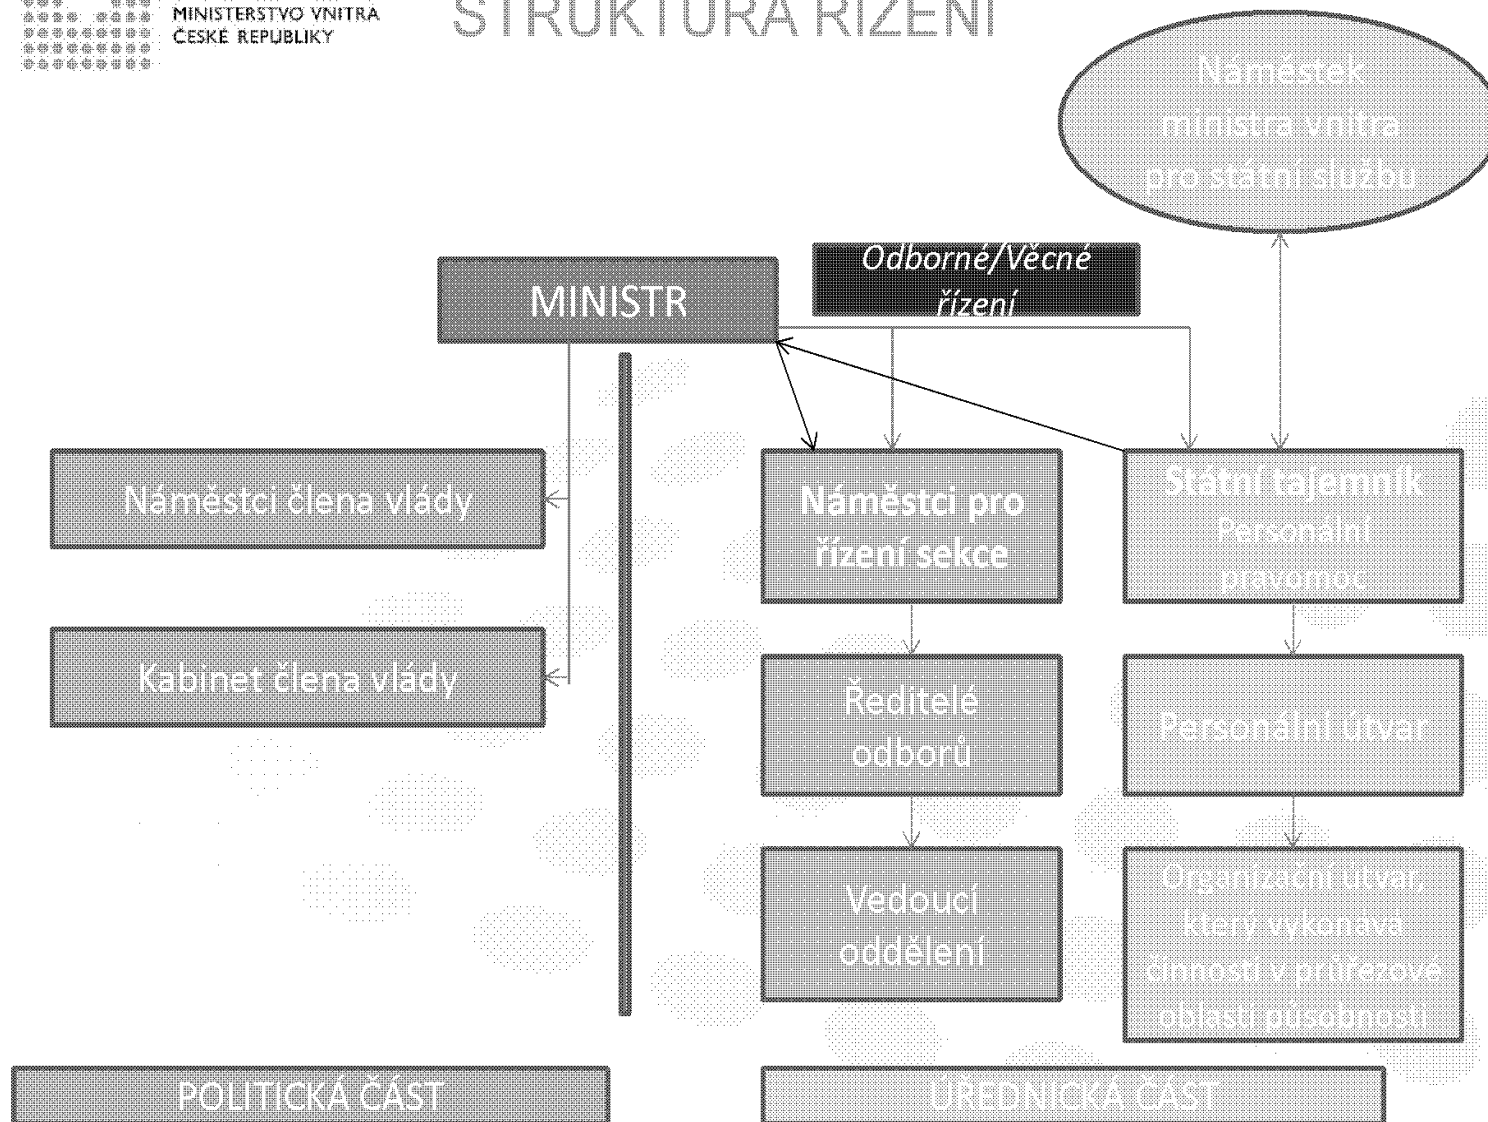 MINISTERSTVO VNITRA
ČESKÉ REPUBLIKY
STRUKTURA ŘÍZENÍ
Náměstek
ministra vnitra
pro státní službu
Odborné/Věcné
řízení
MINISTR
Náměstci člena vlády
Náměstci pro
řízení sekce
Státní tajemník
Personální
pravomoc
Kabinet člena vlády
Ředitelé
odborů
Personální útvar
Vedoucí
oddělení
Organizační útvar,
který vykonává
činností v průřezové
oblasti působnosti
POLITICKÁ ČÁST
ÚŘEDNICKÁ ČÁST